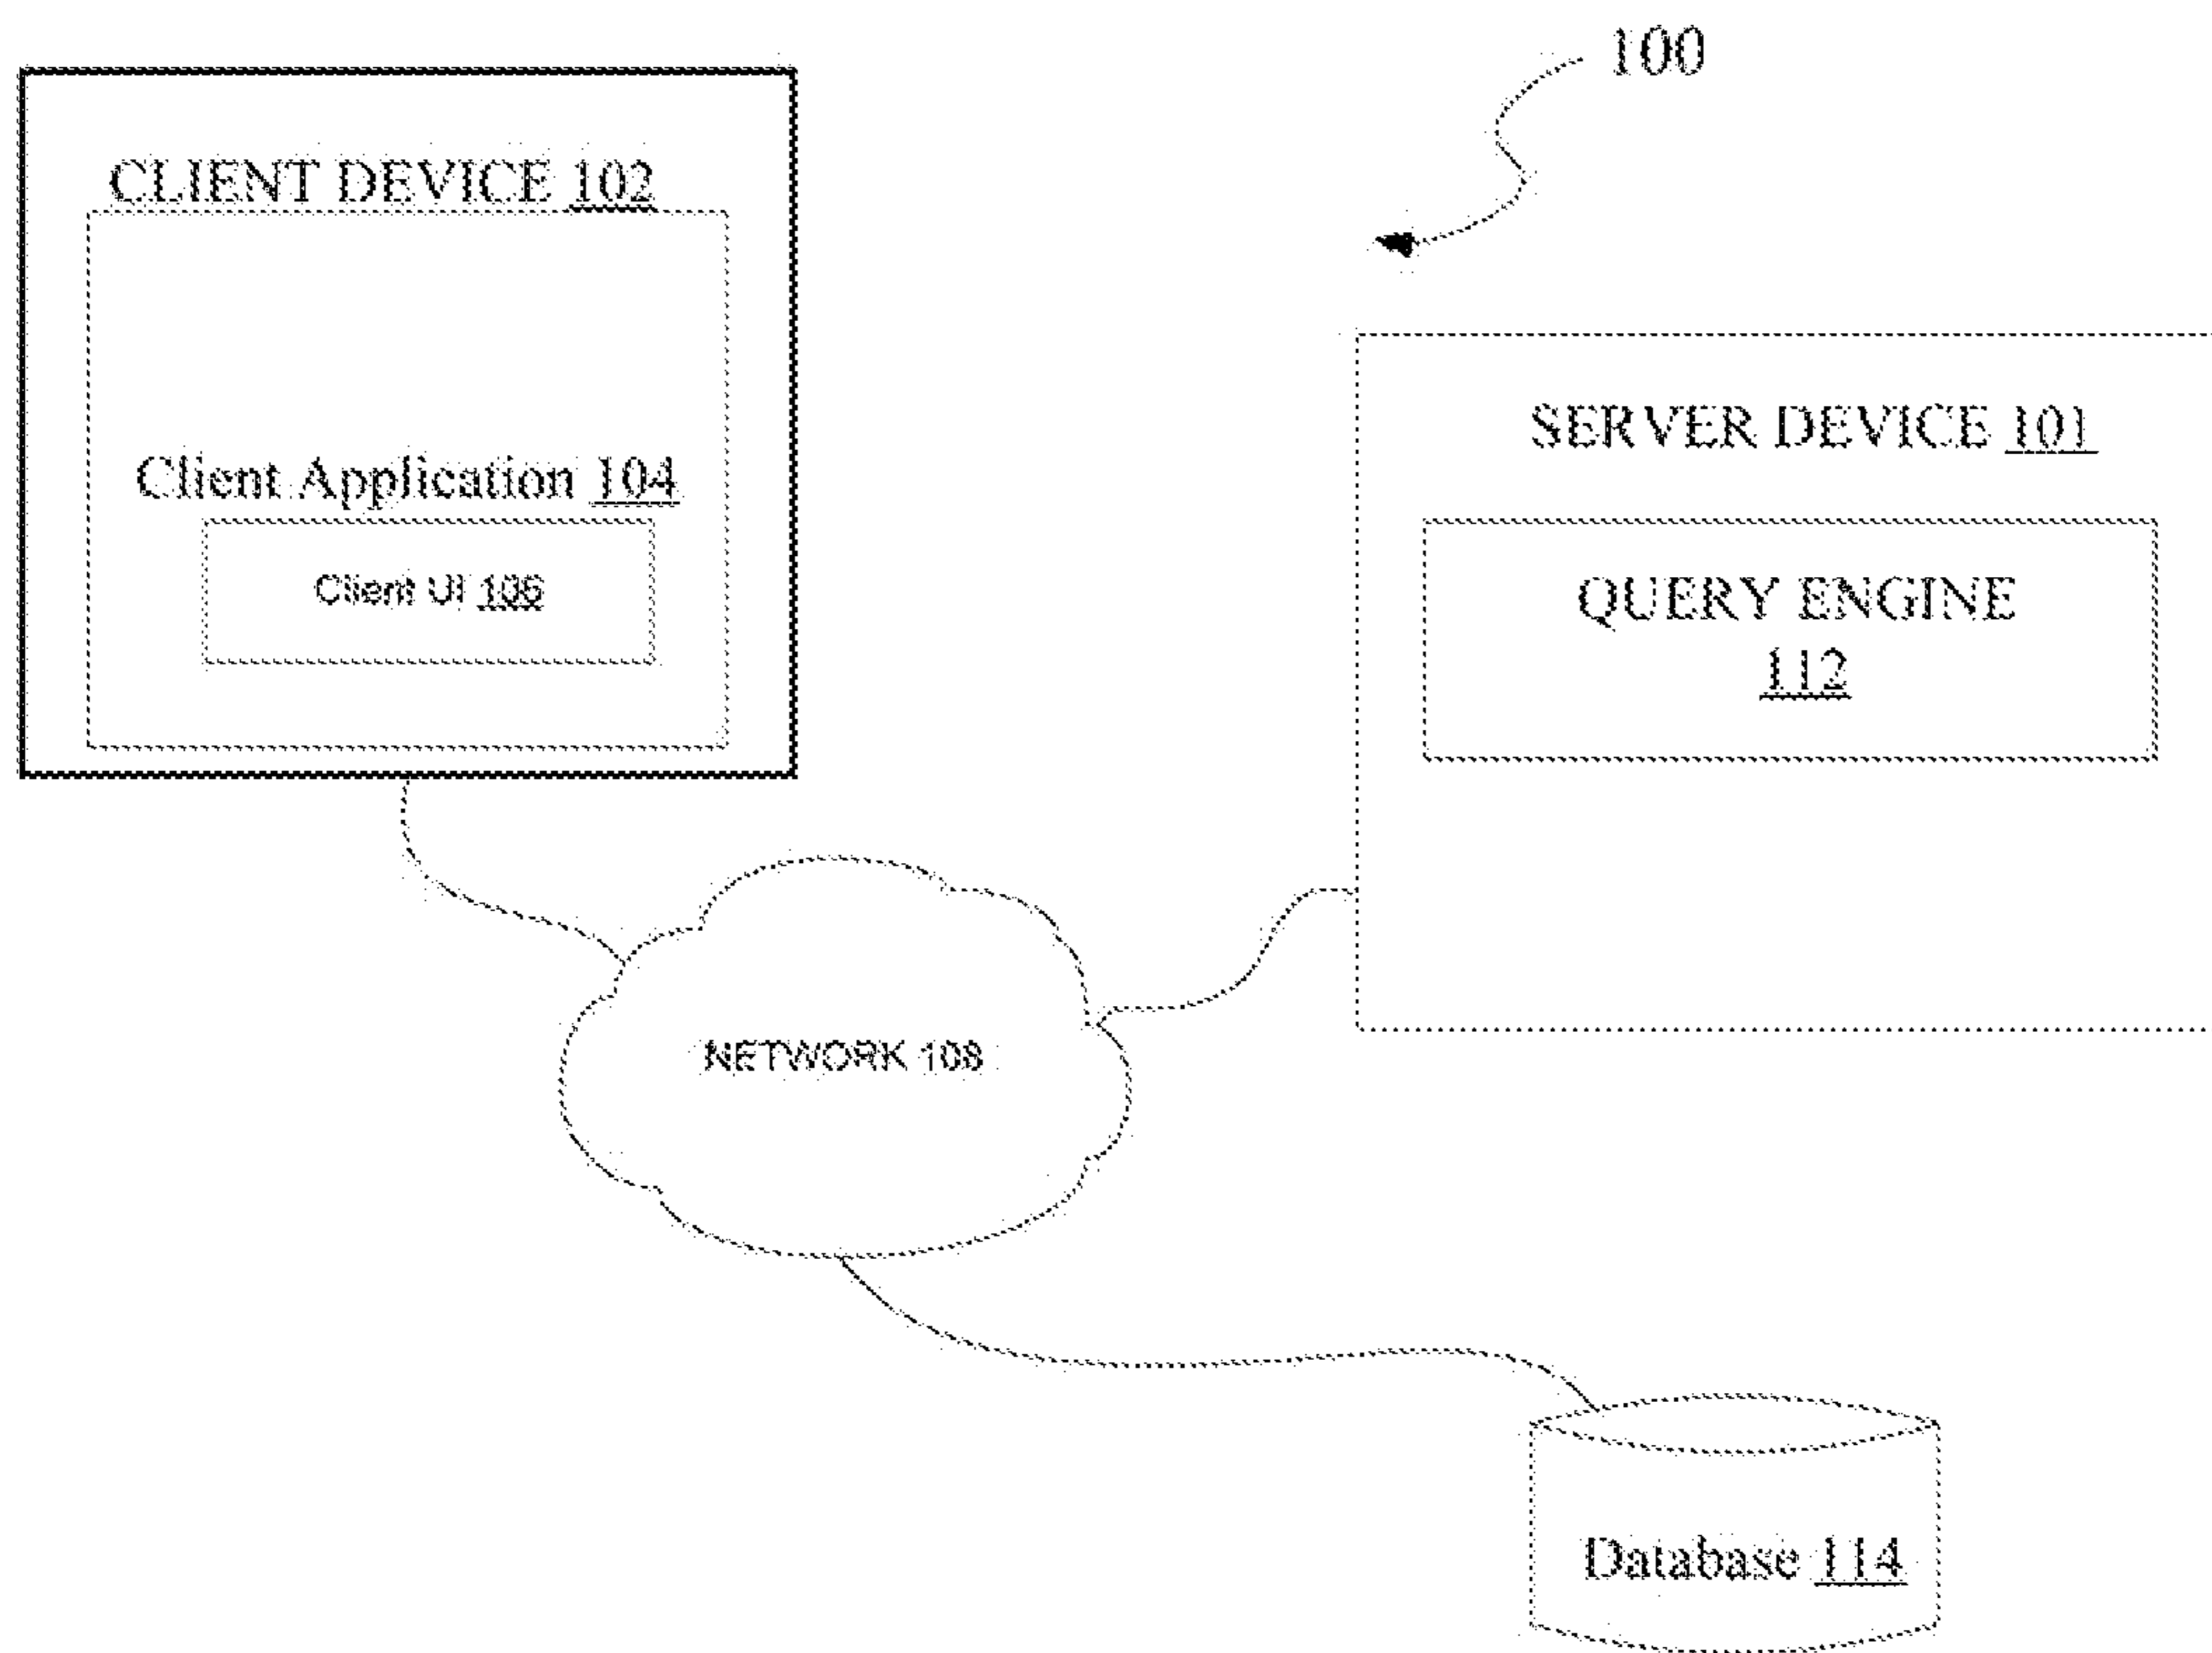 100
CLIENT DEVICE 102
Client Application 104
Client UI 106
SERVER DEVICE 101
QUERY ENGINE
112
NETWORK 108
Database 114